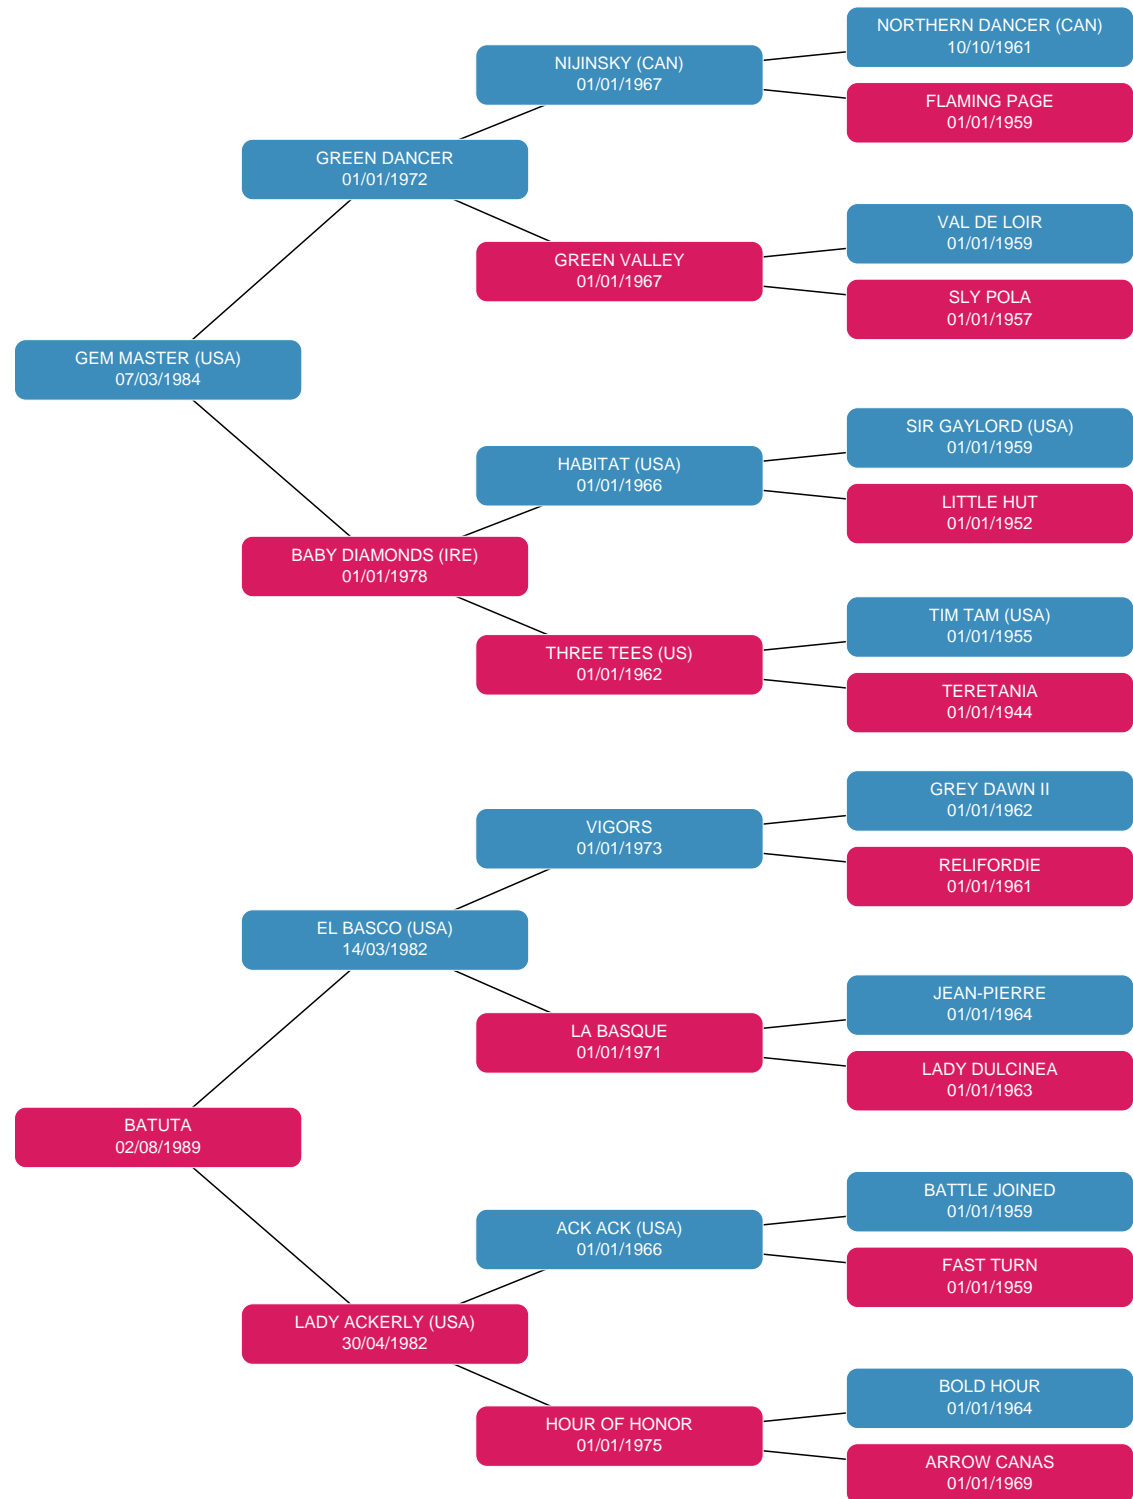 NORTHERN DANCER (CAN)
10/10/1961
NIJINSKY (CAN)
01/01/1967
FLAMING PAGE
01/01/1959
GREEN DANCER
01/01/1972
VAL DE LOIR
01/01/1959
GREEN VALLEY
01/01/1967
SLY POLA
01/01/1957
GEM MASTER (USA)
07/03/1984
SIR GAYLORD (USA)
01/01/1959
HABITAT (USA)
01/01/1966
LITTLE HUT
01/01/1952
BABY DIAMONDS (IRE)
01/01/1978
TIM TAM (USA)
01/01/1955
THREE TEES (US)
01/01/1962
TERETANIA
01/01/1944
GREY DAWN II
01/01/1962
VIGORS
01/01/1973
RELIFORDIE
01/01/1961
EL BASCO (USA)
14/03/1982
JEAN-PIERRE
01/01/1964
LA BASQUE
01/01/1971
LADY DULCINEA
01/01/1963
BATUTA
02/08/1989
BATTLE JOINED
01/01/1959
ACK ACK (USA)
01/01/1966
FAST TURN
01/01/1959
LADY ACKERLY (USA)
30/04/1982
BOLD HOUR
01/01/1964
HOUR OF HONOR
01/01/1975
ARROW CANAS
01/01/1969